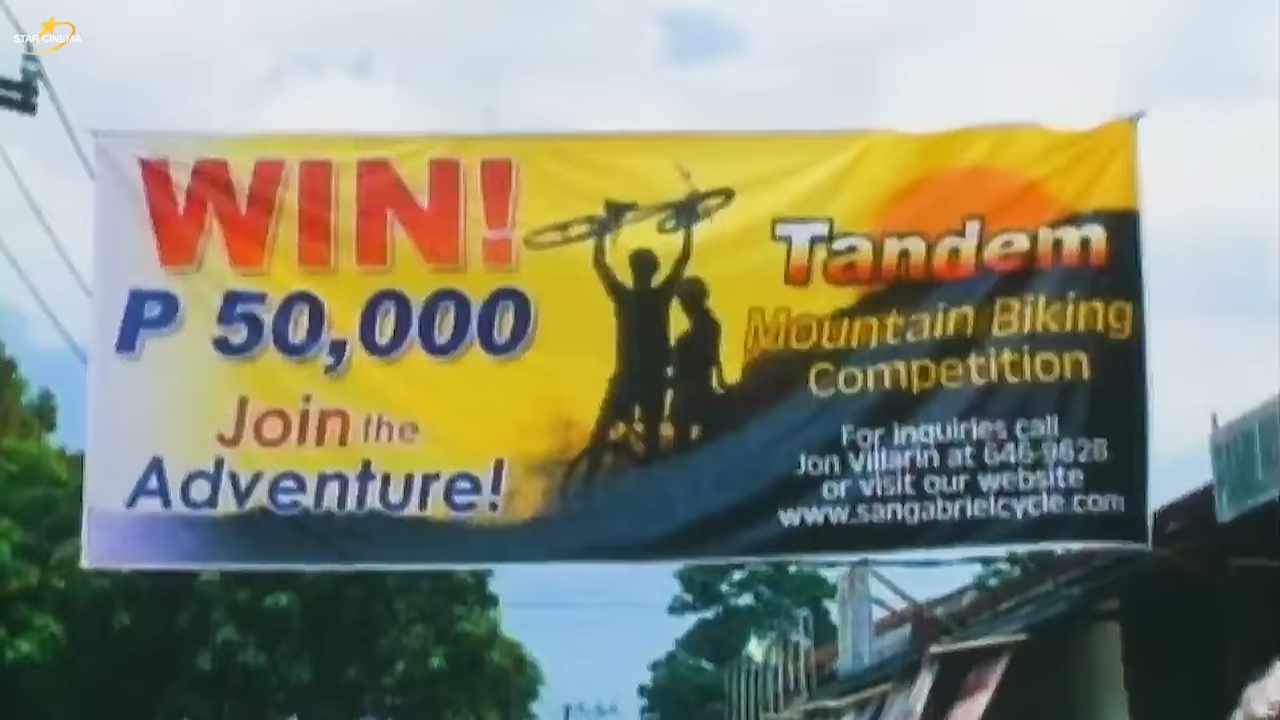 STAR CINEMA
WIN!
P 50,000
Join the
Adventure!
Tandem
Mountain Biking
Competition
For inquiries call
Jon Villarin at 646-9628
or visit our website
www.sangabrielcycle.com